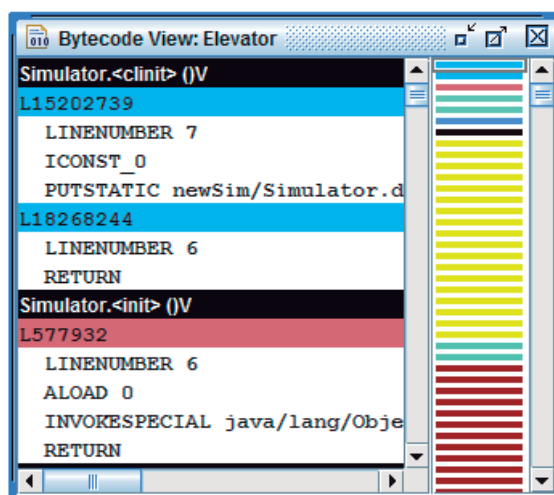 010
Bytecode View: Elevator
Simulator.<clinit> ()V
L15202739
LINENUMBER 7
ICONST_0
PUTSTATIC newSim/Simulator.d
L18268244
LINENUMBER 6
RETURN
Simulator.<init> ()V
L577932
LINENUMBER 6
ALOAD 0
INVOKESPECIAL java/lang/Obje
RETURN